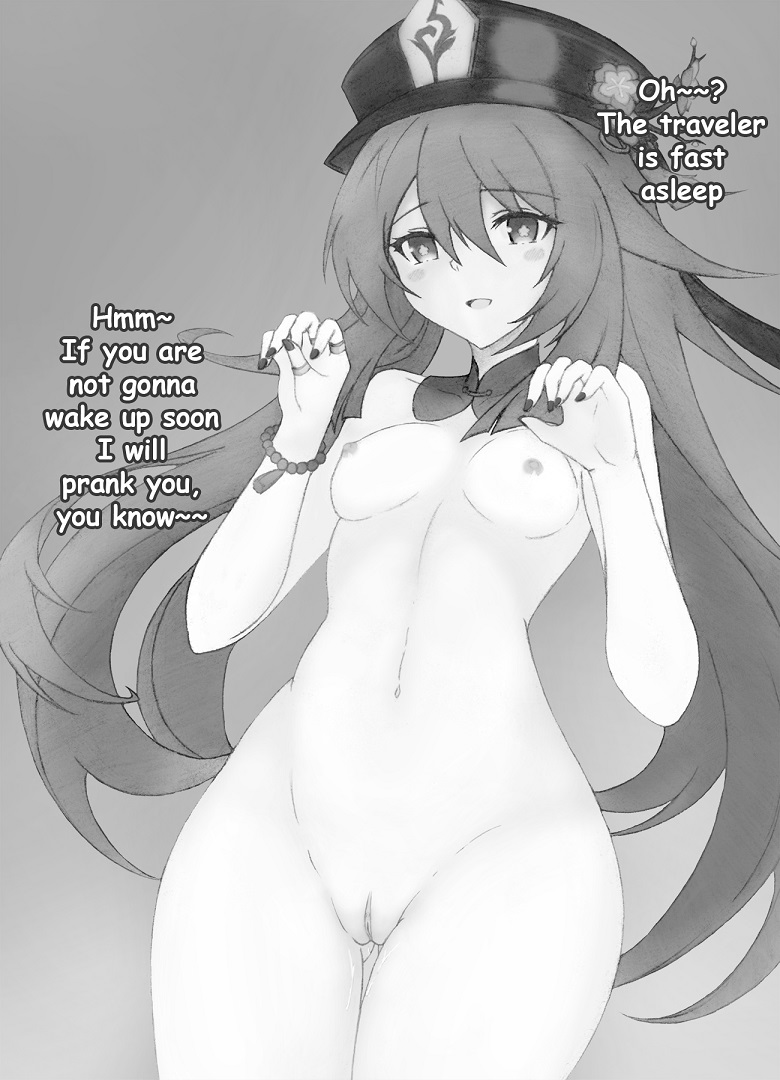 Oh~~?
The traveler
is fast
asleep
Hmm~
If you are
not gonna
wake up soon
I will
prank you,
you know~~